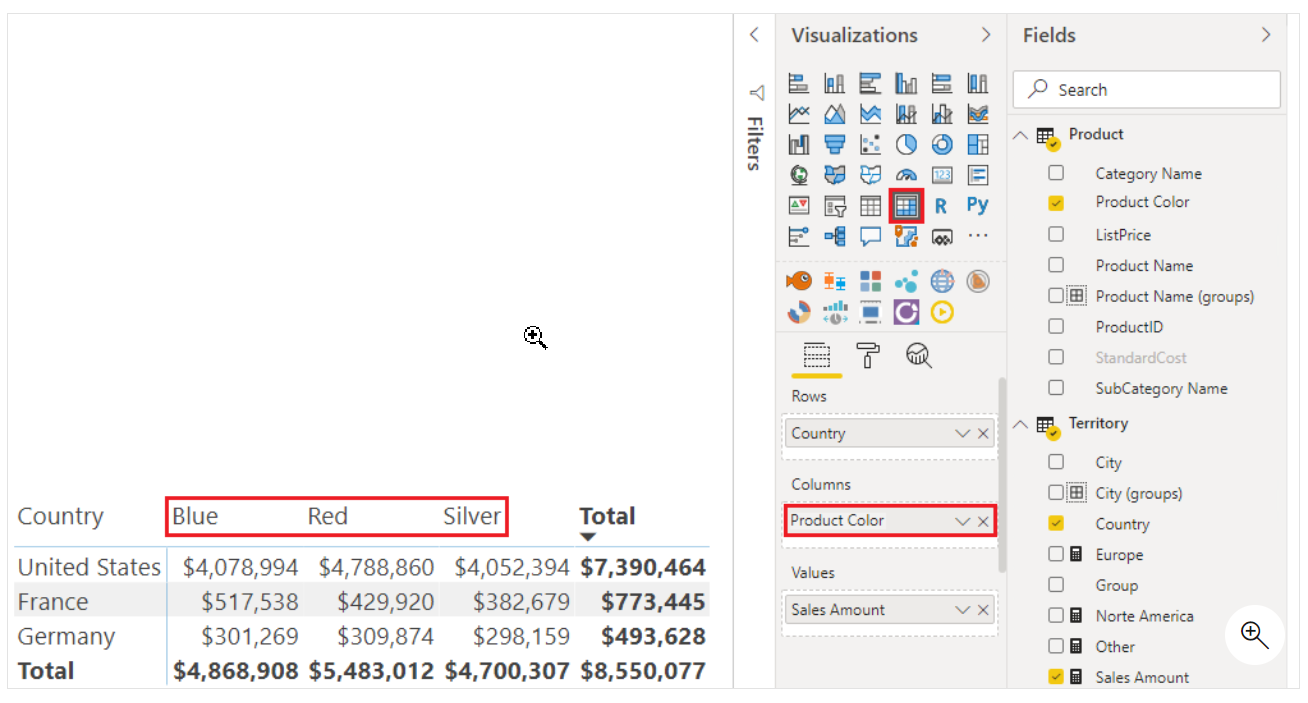 Visualizations
Fields
Search
Filters
R Py
123
Product
Category Name
Product Color
ListPrice
Product Name
Product Name (groups)
ProductID
StandardCost
SubCategory Name
Territory
City
City (groups)
Country
Europe
Group
Norte America
Other
Sales Amount
Rows
Country
Columns
Product Color
Values
Sales Amount
Country Blue Red Silver Total
United States $4,078,994 $4,788,860 $4,052,394 $7,390,464
France $517,538 $429,920 $382,679 $773,445
Germany $301,269 $309,874 $298,159 $493,628
Total $4,868,908 $5,483,012 $4,700,307 $8,550,077